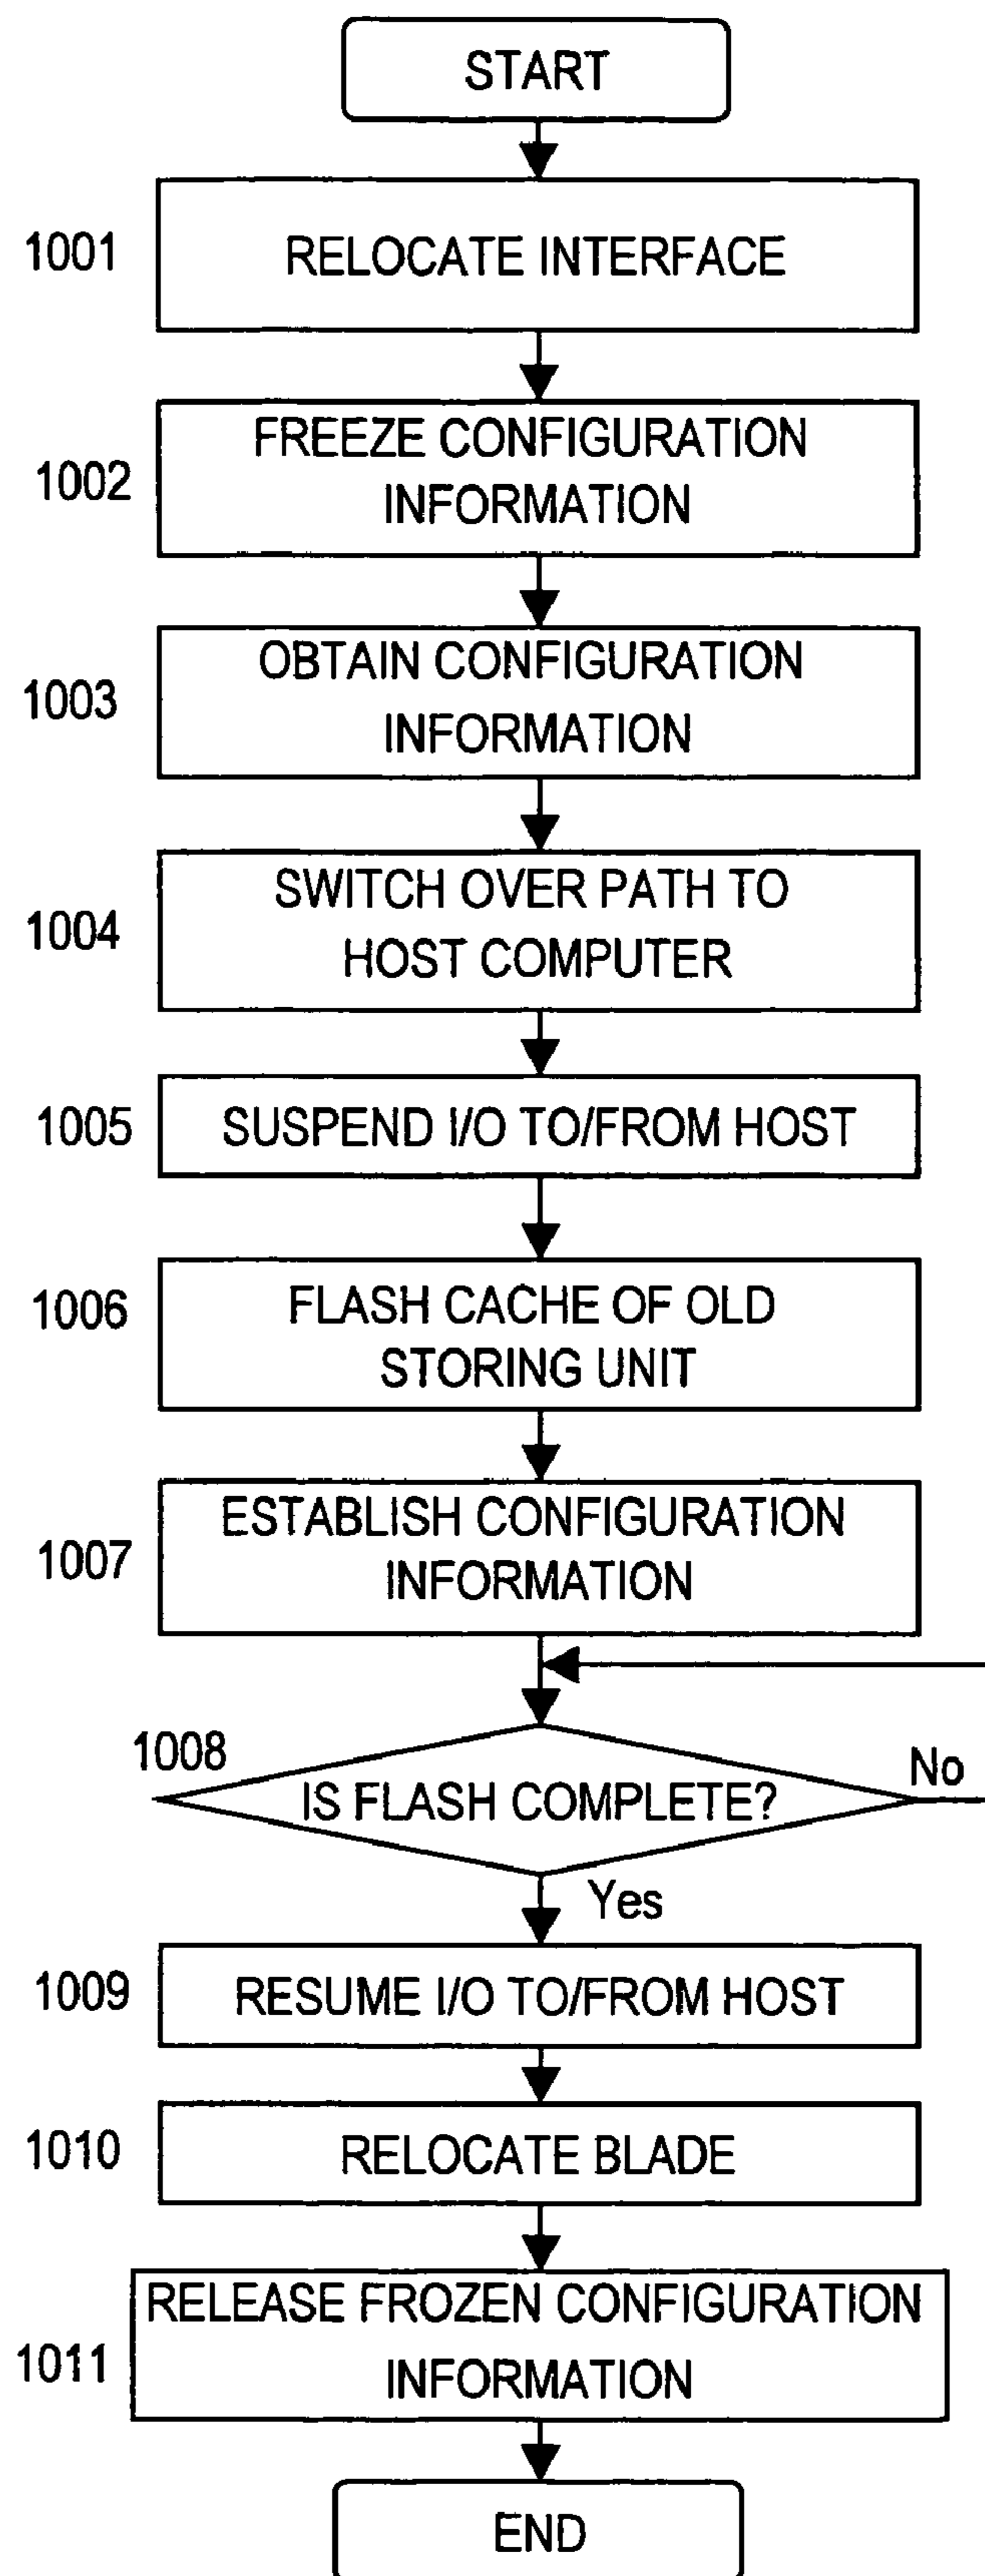 START
1001
RELOCATE INTERFACE
1002
FREEZE CONFIGURATION
INFORMATION
1003
OBTAIN CONFIGURATION
INFORMATION
1004
SWITCH OVER PATH TO
HOST COMPUTER
1005
SUSPEND I/O TO/FROM HOST
1006
FLASH CACHE OF OLD
STORING UNIT
1007
ESTABLISH CONFIGURATION
INFORMATION
1008
IS FLASH COMPLETE?
No
Yes
1009
RESUME I/O TO/FROM HOST
1010
RELOCATE BLADE
1011
RELEASE FROZEN CONFIGURATION
INFORMATION
END